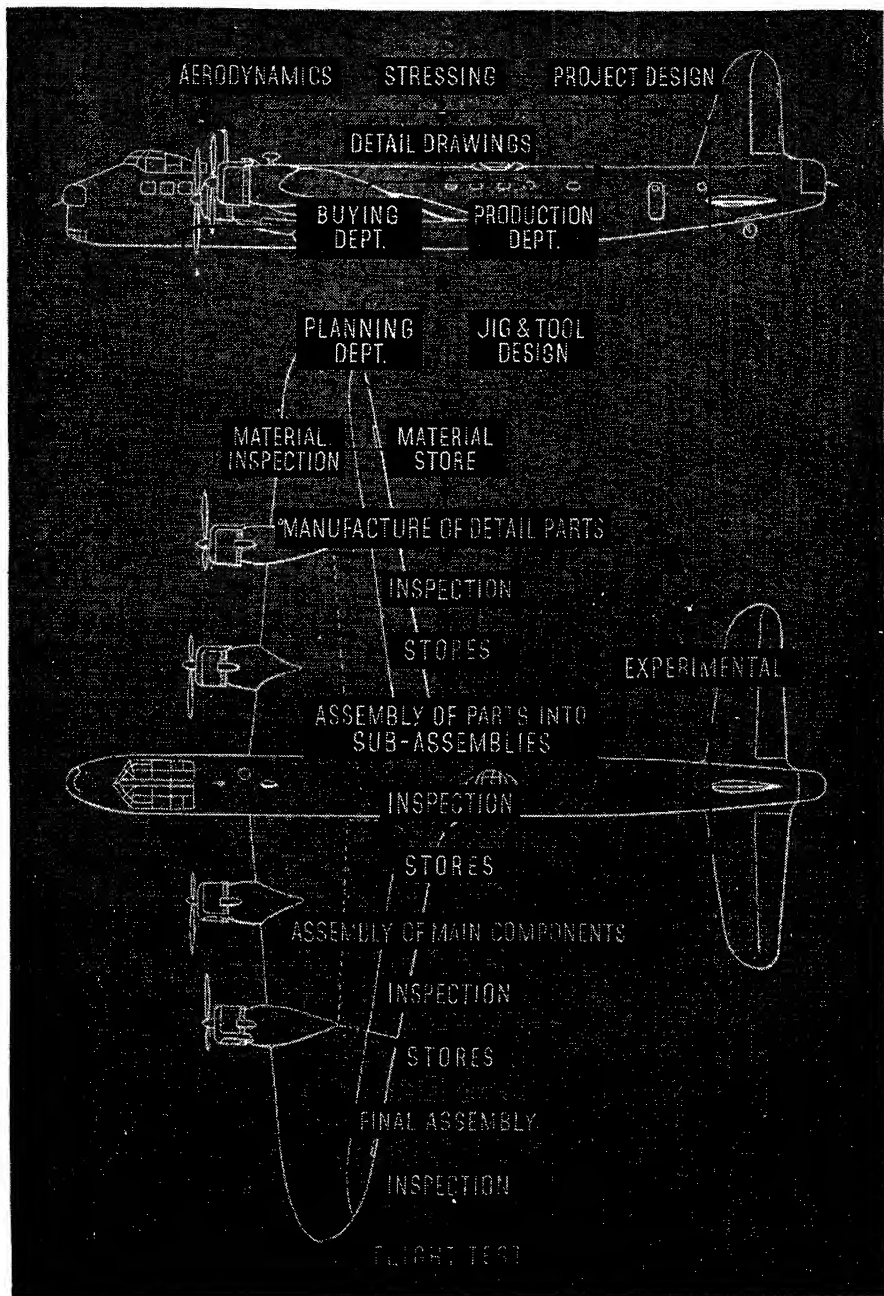 AERODYNAMICS STRESSING PROJECT DESIGN
DETAIL DRAWINGS
BUYING DEPT.
PRODUCTION DEPT.
PLANNING DEPT.
JIG & TOOL DESIGN
MATERIAL INSPECTION
MATERIAL STORE
MANUFACTURE OF DETAIL PARTS
INSPECTION
STORES
EXPERIMENTAL
ASSEMBLY OF PARTS INTO
SUB-ASSEMBLIES
INSPECTION
STORES
ASSEMBLY OF MAIN COMPONENTS
INSPECTION
STORES
FINAL ASSEMBLY
INSPECTION
FLIGHT TEST